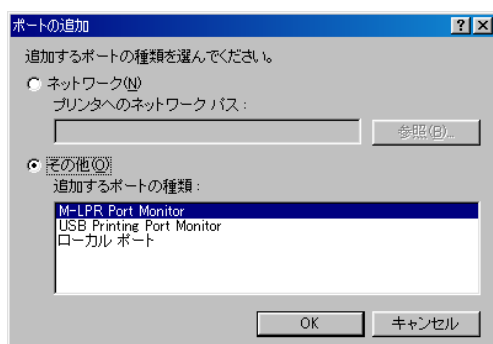 ポートの追加
追加するポートの種類を選んでください。
ネットワーク(N)
プリンタへのネットワーク パス :
参照(B)...
その他(O)
追加するポートの種類 :
M-LPR Port Monitor
USB Printing Port Monitor
ローカル ポート
OK
キャンセル